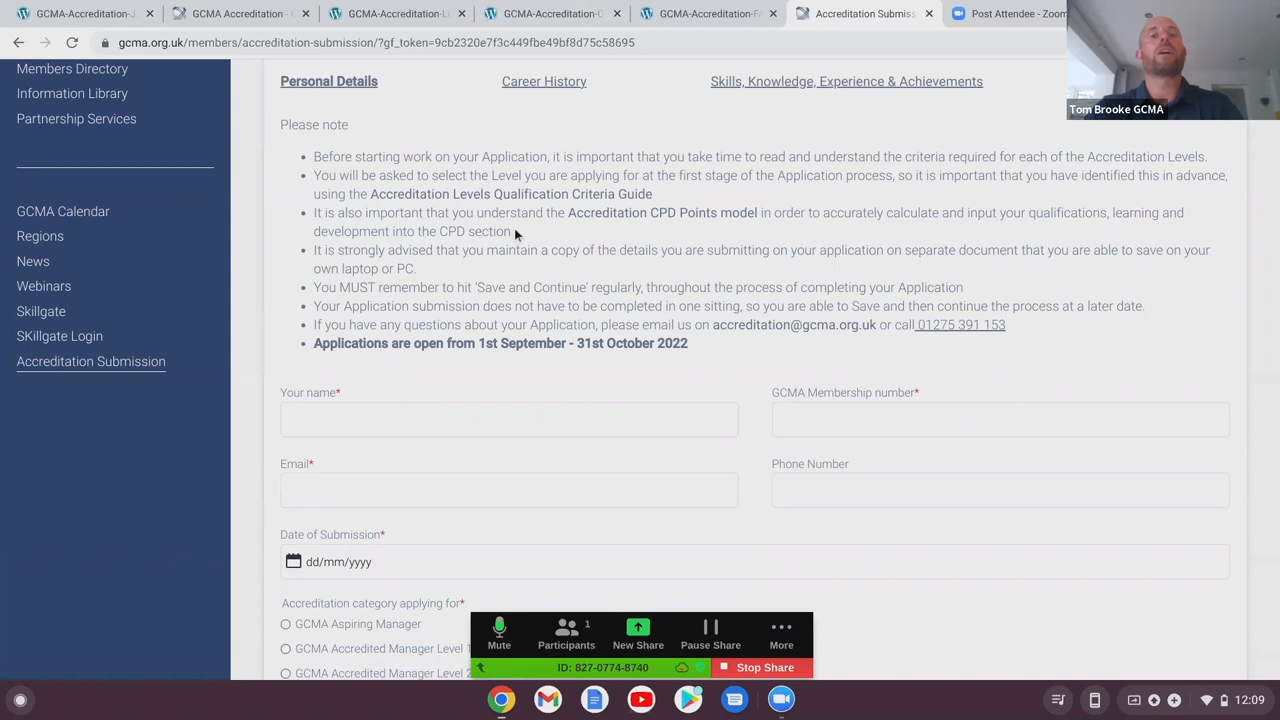 GCMA-Accreditation-J
GCMA Accreditation - G
GCMA-Accreditation-Le
GCMA-Accreditation-Q
GCMA-Accreditation-FA
Accreditation Submiss
Post Attendee - Zoom
gcma.org.uk/members/accreditation-submission/?gf_token=9cb2320e7f3c449fbe49bf8d75c58695
Tom Brooke GCMA
Members Directory
Information Library
Partnership Services
GCMA Calendar
Regions
News
Webinars
Skillgate
SKillgate Login
Accreditation Submission
Personal Details
Career History
Skills, Knowledge, Experience & Achievements
Please note
Before starting work on your Application, it is important that you take time to read and understand the criteria required for each of the Accreditation Levels.
You will be asked to select the Level you are applying for at the first stage of the Application process, so it is important that you have identified this in advance,
using the Accreditation Levels Qualification Criteria Guide
It is also important that you understand the Accreditation CPD Points model in order to accurately calculate and input your qualifications, learning and
development into the CPD section
It is strongly advised that you maintain a copy of the details you are submitting on your application on separate document that you are able to save on your
own laptop or PC.
You MUST remember to hit 'Save and Continue' regularly, throughout the process of completing your Application
Your Application submission does not have to be completed in one sitting, so you are able to Save and then continue the process at a later date.
If you have any questions about your Application, please email us on accreditation@gcma.org.uk or call 01275 391 153
Applications are open from 1st September - 31st October 2022
Your name*
GCMA Membership number*
Email*
Phone Number
Date of Submission*
dd/mm/yyyy
Accreditation category applying for*
GCMA Aspiring Manager
GCMA Accredited Manager Level 1
GCMA Accredited Manager Level 2
Mute
Participants
1
New Share
Pause Share
More
ID: 827-0774-8740
Stop Share
12:09